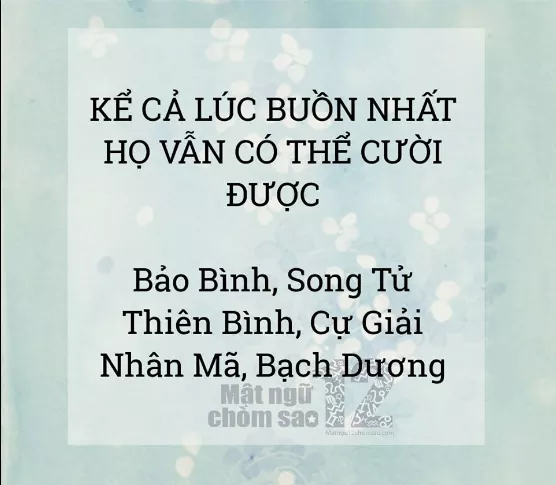 KỂ CẢ LÚC BUỒN NHẤT
HỌ VẪN CÓ THỂ CƯỜI
ĐƯỢC
Bảo Bình, Song Tử
Thiên Bình, Cự Giải
Nhân Mã, Bạch Dương
Mật ngữ 12
chòm sao